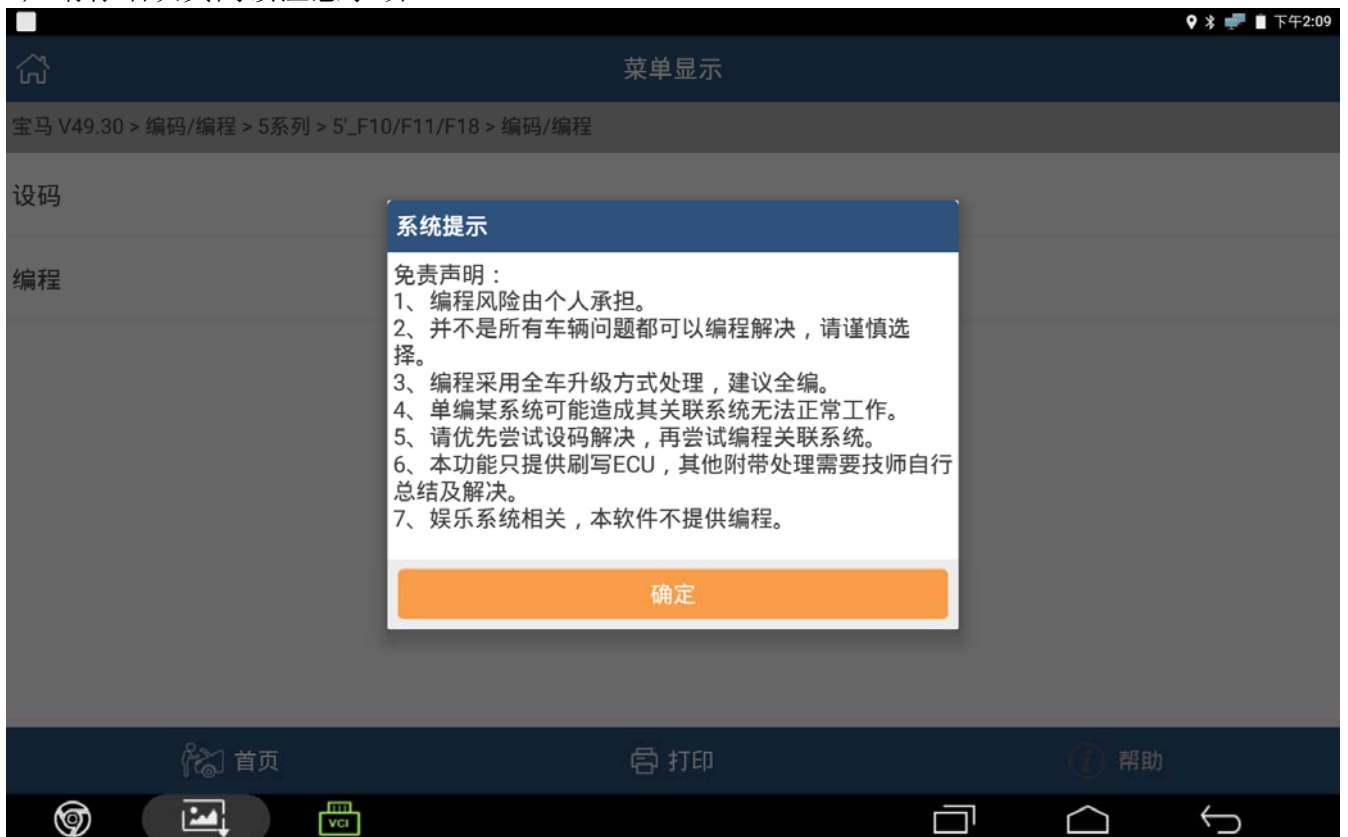 下午2:09
菜单显示
宝马 V49.30 > 编码/编程 > 5系列 > 5'_F10/F11/F18 > 编码/编程
设码
编程
系统提示
免责声明：
1、编程风险由个人承担。
2、并不是所有车辆问题都可以编程解决，请谨慎选
择。
3、编程采用全车升级方式处理，建议全编。
4、单编某系统可能造成其关联系统无法正常工作。
5、请优先尝试设码解决，再尝试编程关联系统。
6、本功能只提供刷写ECU，其他附带处理需要技师自行
总结及解决。
7、娱乐系统相关，本软件不提供编程。
确定
首页
打印
帮助
VCI